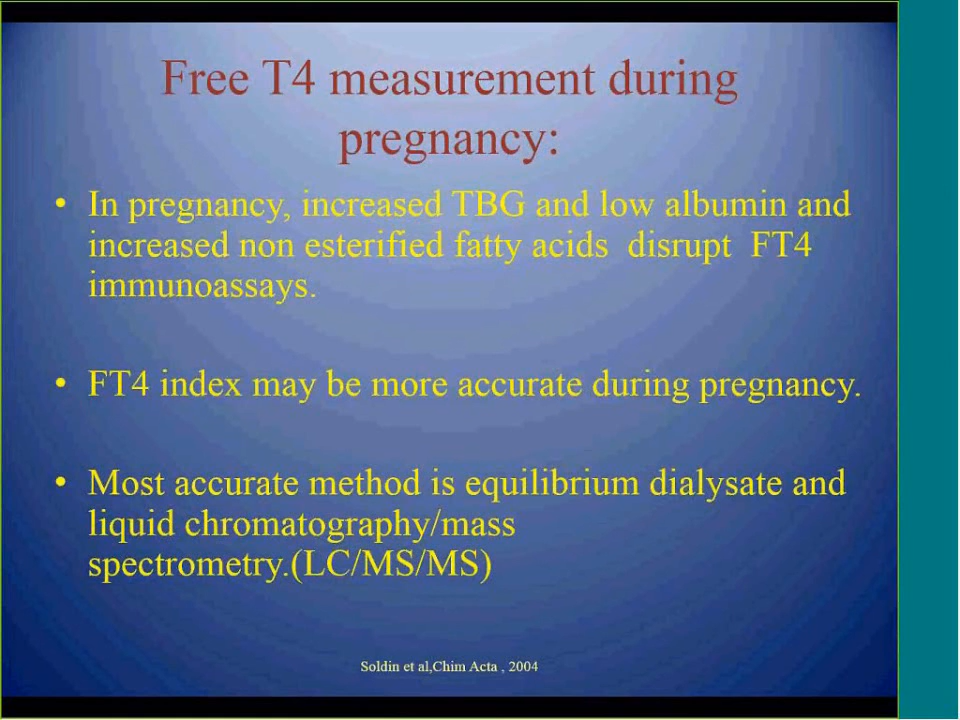 Free T4 measurement during
pregnancy:
• In pregnancy, increased TBG and low albumin and
increased non esterified fatty acids disrupt FT4
immunoassays.
• FT4 index may be more accurate during pregnancy.
• Most accurate method is equilibrium dialysate and
liquid chromatography/mass
spectrometry.(LC/MS/MS)
Soldin et al,Chim Acta , 2004